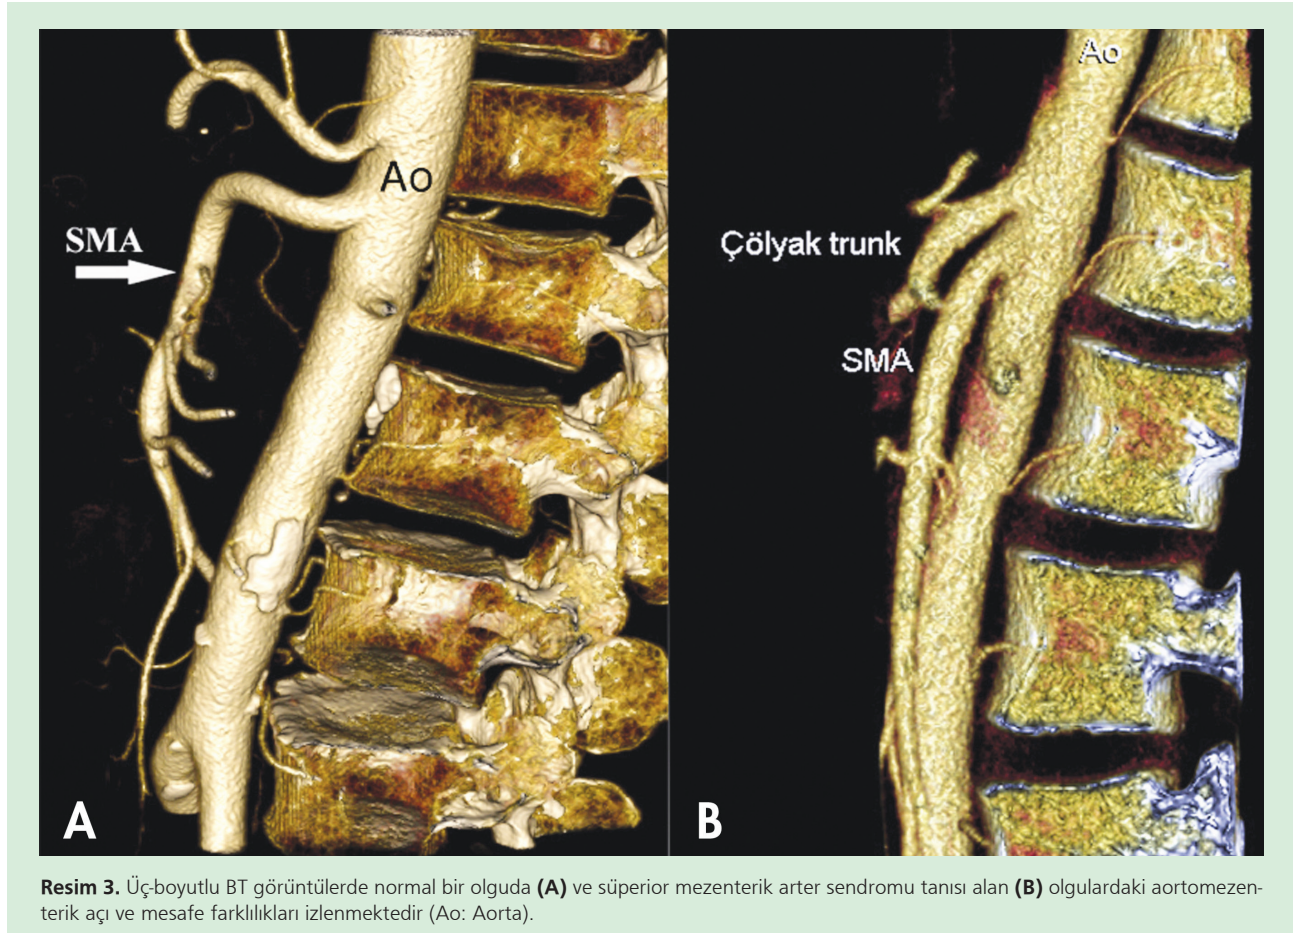 Ao
SMA
A
Ao
Çölyak trunk
SMA
B
Resim 3. Üç-boyutlu BT görüntülerde normal bir olguda (A) ve süperior mezenterik arter sendromu tanısı alan (B) olgulardaki aortomezen-
terik açı ve mesafe farklılıkları izlenmektedir (Ao: Aorta).